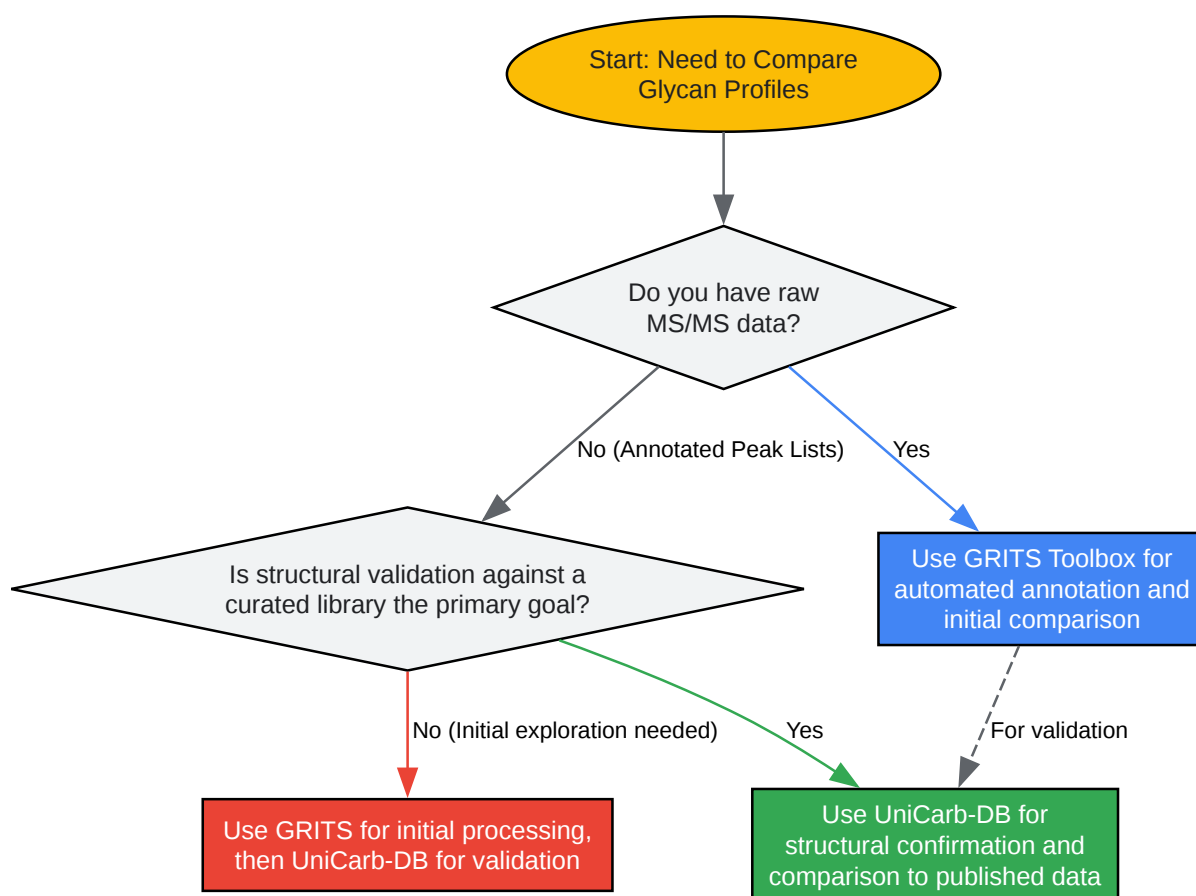 Start: Need to Compare
Glycan Profiles
Do you have raw
MS/MS data?
No (Annotated Peak Lists)
Yes
Is structural validation against a
curated library the primary goal?
Use GRITS Toolbox for
automated annotation and
initial comparison
No (Initial exploration needed)
Yes
For validation
Use GRITS for initial processing,
then UniCarb-DB for validation
Use UniCarb-DB for
structural confirmation and
comparison to published data